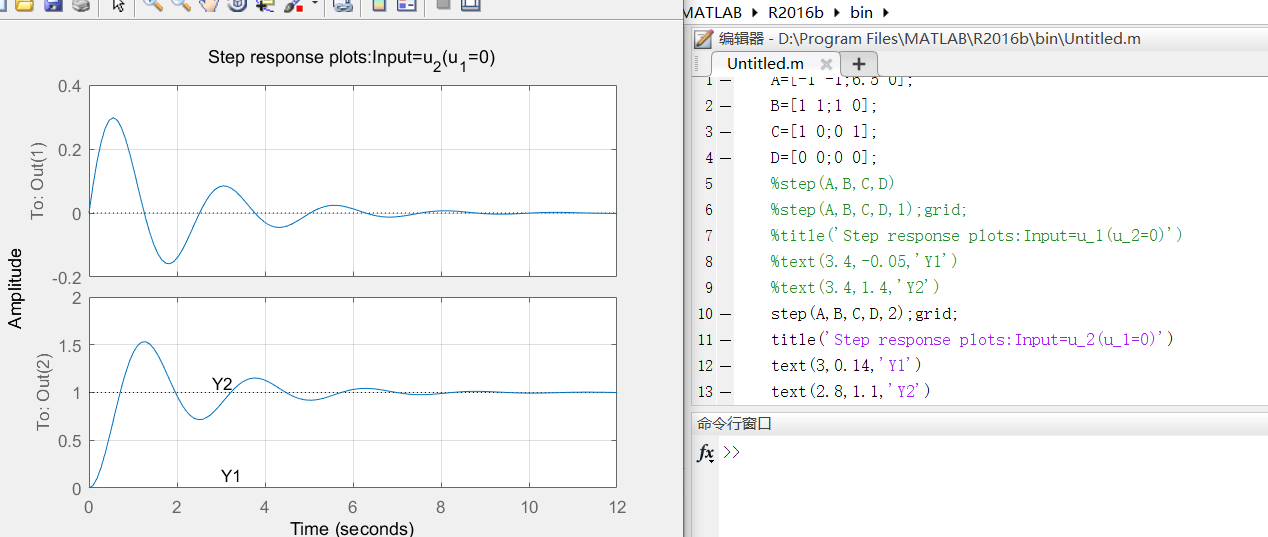 Step response plots:Input=u2(u1=0)
To: Out(1)
0.4
0.2
0
-0.2
Amplitude
To: Out(2)
2
1.5
1
0.5
0
Y2
Y1
0 2 4 6 8 10 12
Time (seconds)
MATLAB ▸ R2016b ▸ bin ▸
编辑器 - D:\Program Files\MATLAB\R2016b\bin\Untitled.m
Untitled.m × +
1 — A=[-1 -1;6.5 0];
2 — B=[1 1;1 0];
3 — C=[1 0;0 1];
4 — D=[0 0;0 0];
5 %step(A,B,C,D)
6 %step(A,B,C,D,1);grid;
7 %title('Step response plots:Input=u_1(u_2=0)')
8 %text(3.4,-0.05,'Y1')
9 %text(3.4,1.4,'Y2')
10 — step(A,B,C,D,2);grid;
11 — title('Step response plots:Input=u_2(u_1=0)')
12 — text(3,0.14,'Y1')
13 — text(2.8,1.1,'Y2')
命令行窗口
fx >>